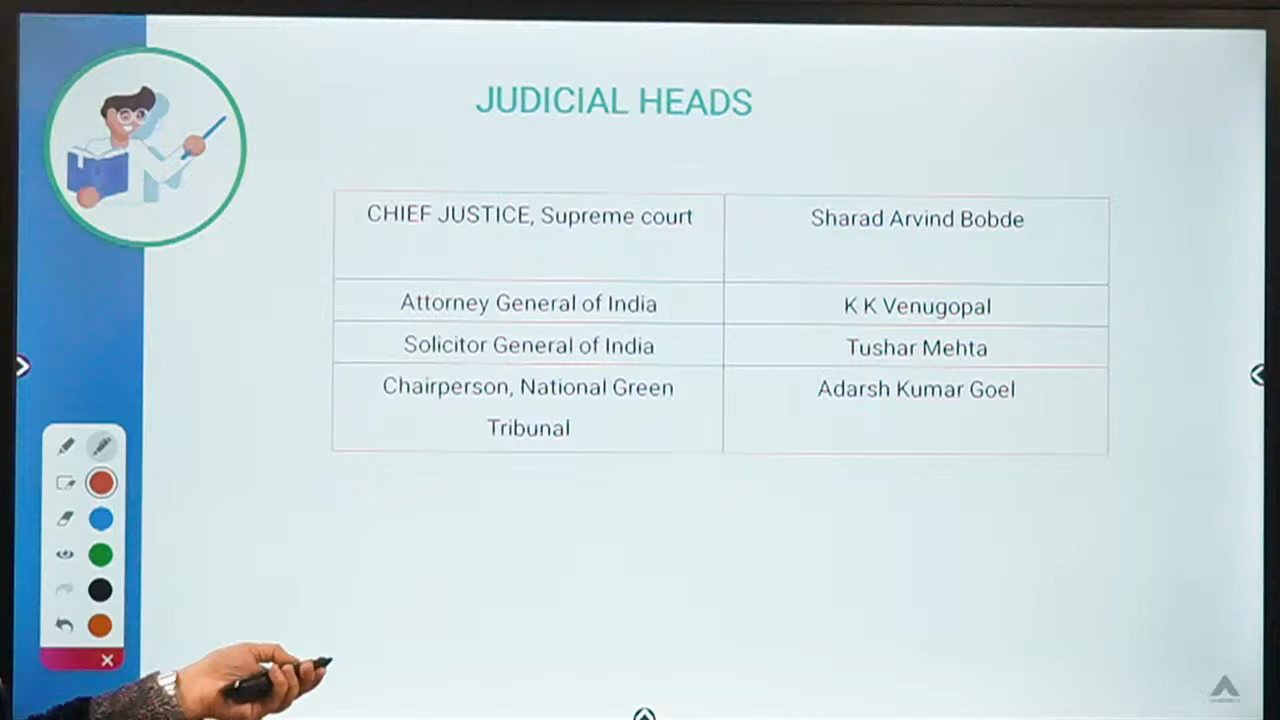 JUDICIAL HEADS
CHIEF JUSTICE, Supreme court
Sharad Arvind Bobde
Attorney General of India
K K Venugopal
Solicitor General of India
Tushar Mehta
Chairperson, National Green
Tribunal
Adarsh Kumar Goel